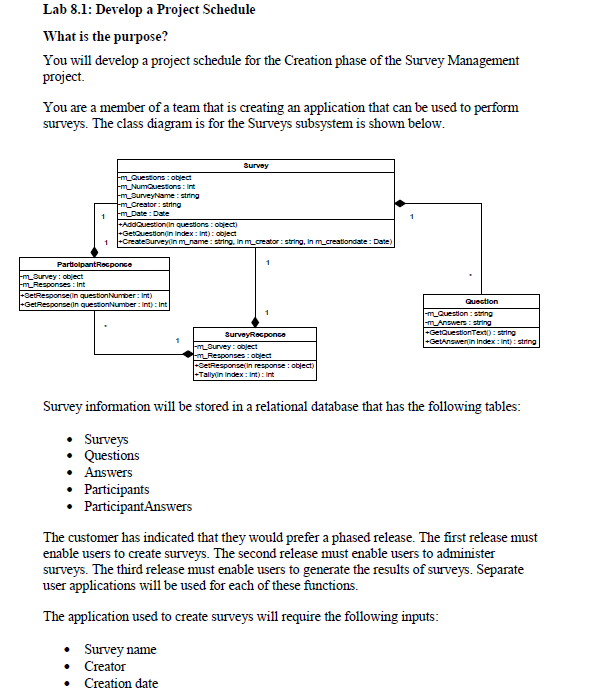 Lab 8.1: Develop a Project Schedule
What is the purpose?
You will develop a project schedule for the Creation phase of the Survey Management
project.
You are a member of a team that is creating an application that can be used to perform
surveys. The class diagram is for the Surveys subsystem is shown below.
Survey
-m_Questions : object
-m_NumQuestions : int
-m_SurveyName : string
-m_Creator : string
-m_Date : Date
+AddQuestion(in questions : object)
+GetQuestion(in index : int) : object
+CreateSurvey(in m_name : string, in m_creator : string, in m_creationdate : Date)
1
1
1
1
ParticipantResponce
-m_Survey : object
-m_Responses : int
+SetResponse(in questionNumber : int)
+GetResponse(in questionNumber : int) : int
*
1
1
SurveyResponce
-m_Survey : object
-m_Responses : object
+SetResponse(in response : object)
+Tally(in index : int) : int
*
Question
-m_Question : string
-m_Answers : string
+GetQuestionText() : string
+GetAnswer(in index : int) : string
Survey information will be stored in a relational database that has the following tables:
• Surveys
• Questions
• Answers
• Participants
• ParticipantAnswers
The customer has indicated that they would prefer a phased release. The first release must
enable users to create surveys. The second release must enable users to administer
surveys. The third release must enable users to generate the results of surveys. Separate
user applications will be used for each of these functions.
The application used to create surveys will require the following inputs:
• Survey name
• Creator
• Creation date